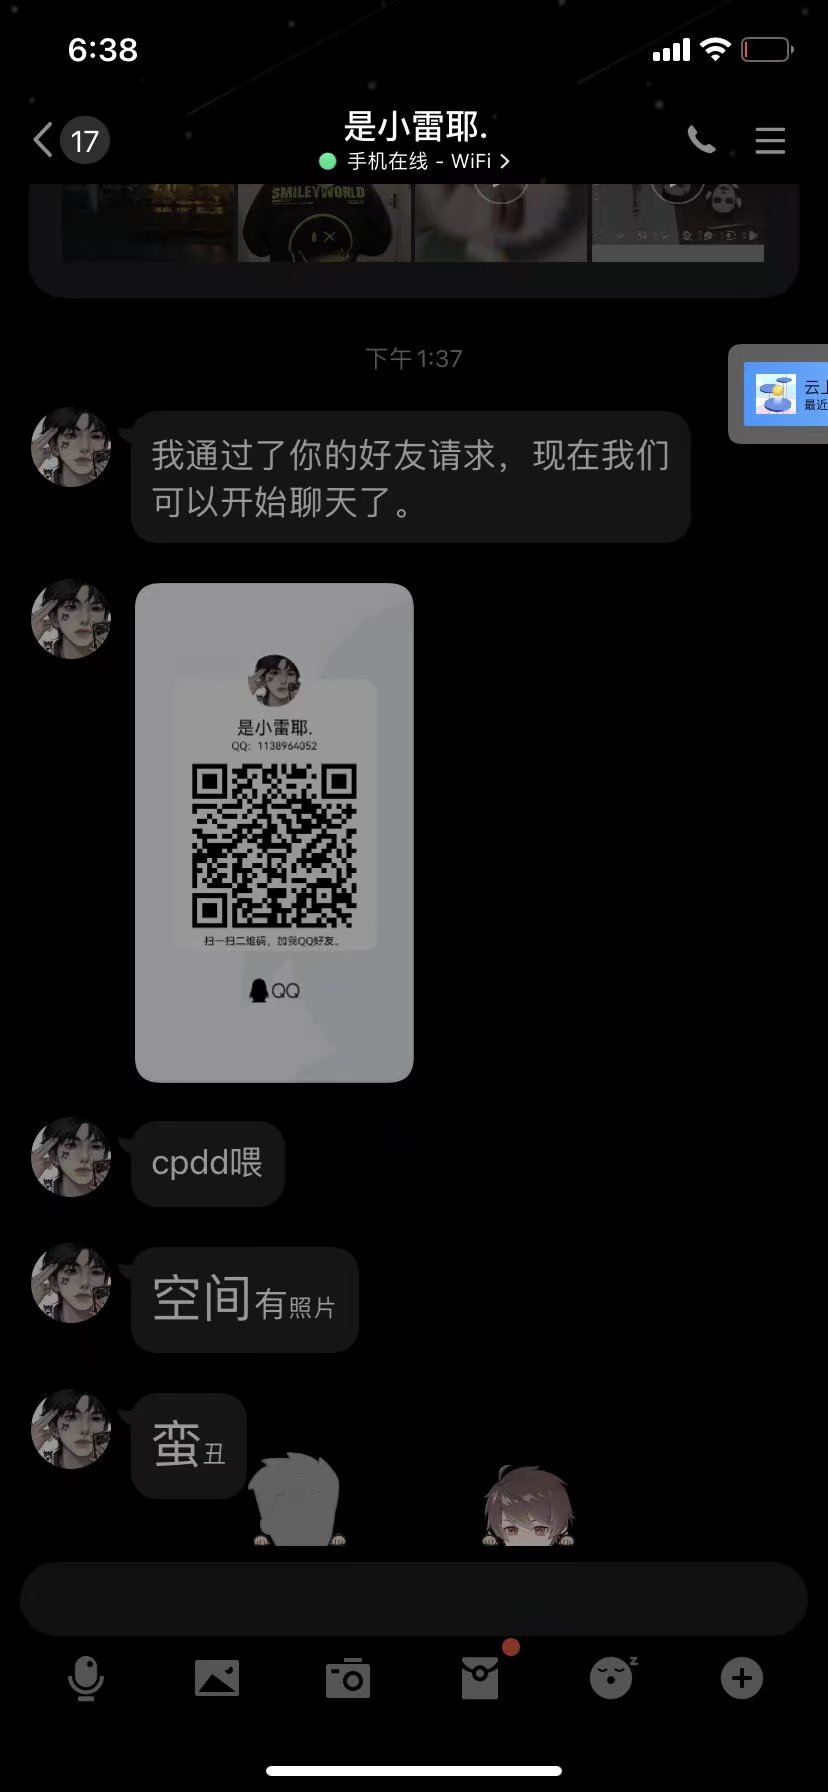 6:38
17
是小雷耶.
手机在线 - WiFi
SMILEYWORLD
下午 1:37
云上
最近
我通过了你的好友请求，现在我们
可以开始聊天了。
是小雷耶.
QQ: 1138964052
扫一扫二维码，加我QQ好友。
QQ
cpdd喂
空间有照片
蛮丑
z